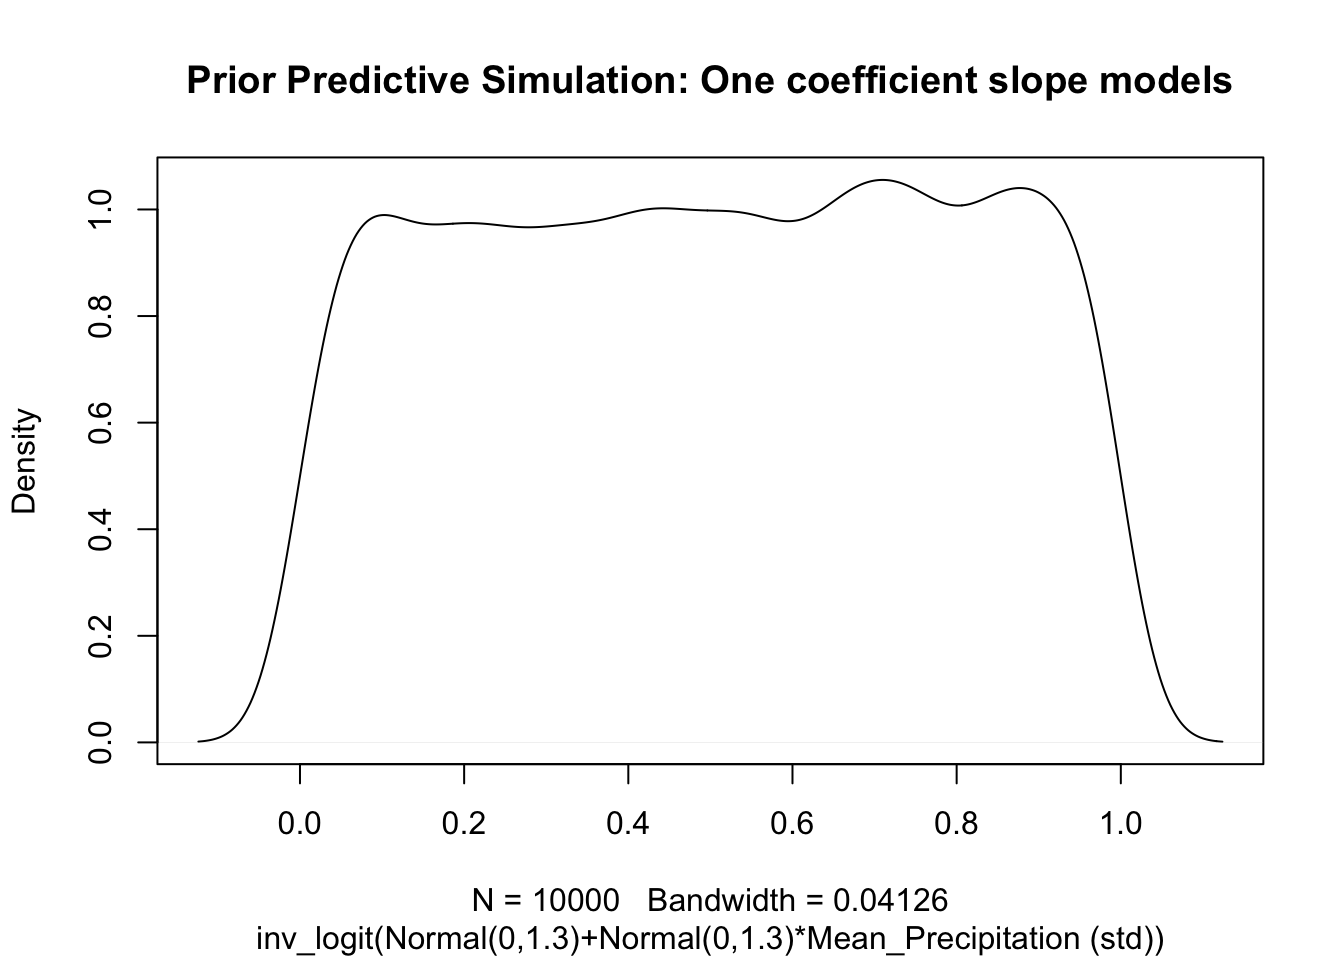 Prior Predictive Simulation: One coefficient slope models
Density
1.0
0.8
0.6
0.4
0.2
0.0
0.0 0.2 0.4 0.6 0.8 1.0
N = 10000 Bandwidth = 0.04126
inv_logit(Normal(0,1.3)+Normal(0,1.3)*Mean_Precipitation (std))